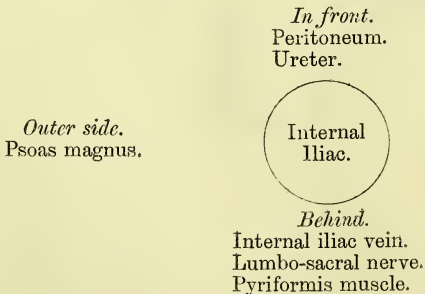 In front.
Peritoneum.
Ureter.
Outer side.
Psoas magnus.
Internal
Iliac.
Behind.
Internal iliac vein.
Lumbo-sacral nerve.
Pyriformis muscle.